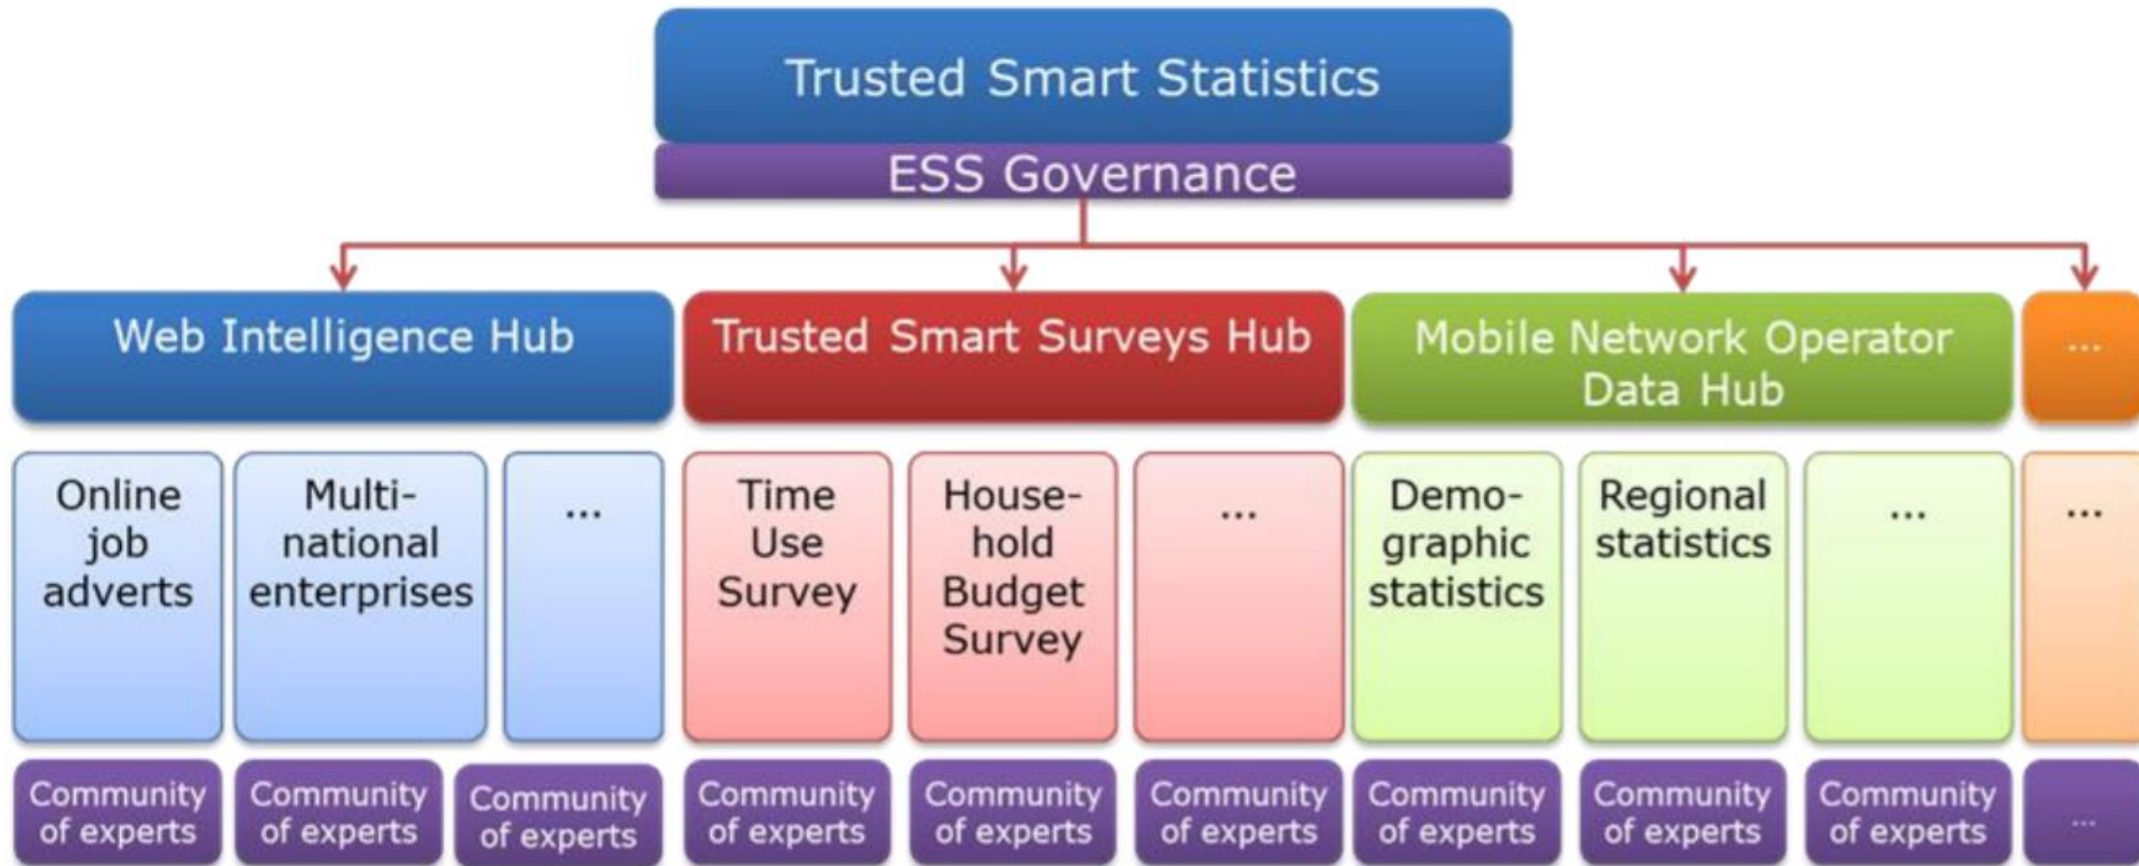 Trusted Smart Statistics
ESS Governance
Web Intelligence Hub
Trusted Smart Surveys Hub
Mobile Network Operator
Data Hub
...
Online
job
adverts
Multi-
national
enterprises
...
Time
Use
Survey
House-
hold
Budget
Survey
...
Demo-
graphic
statistics
Regional
statistics
...
...
Community
of experts
Community
of experts
Community
of experts
Community
of experts
Community
of experts
Community
of experts
Community
of experts
Community
of experts
Community
of experts
...